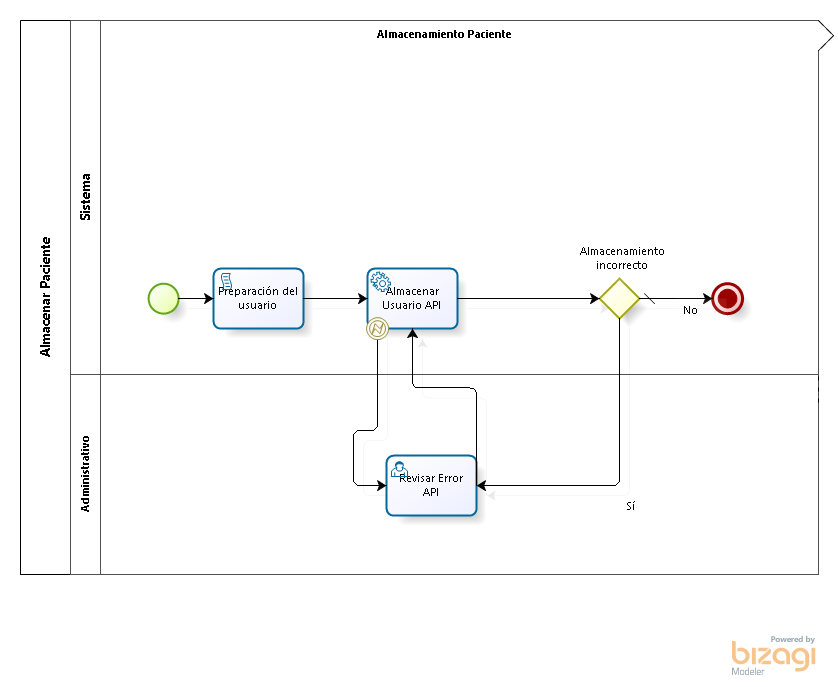 Almacenamiento Paciente
Almacenar Paciente
Sistema
Almacenamiento
incorrecto
Preparación del
usuario
Almacenar
Usuario API
No
Administrativo
Revisar Error
API
Sí
Powered by
bizagi
Modeler